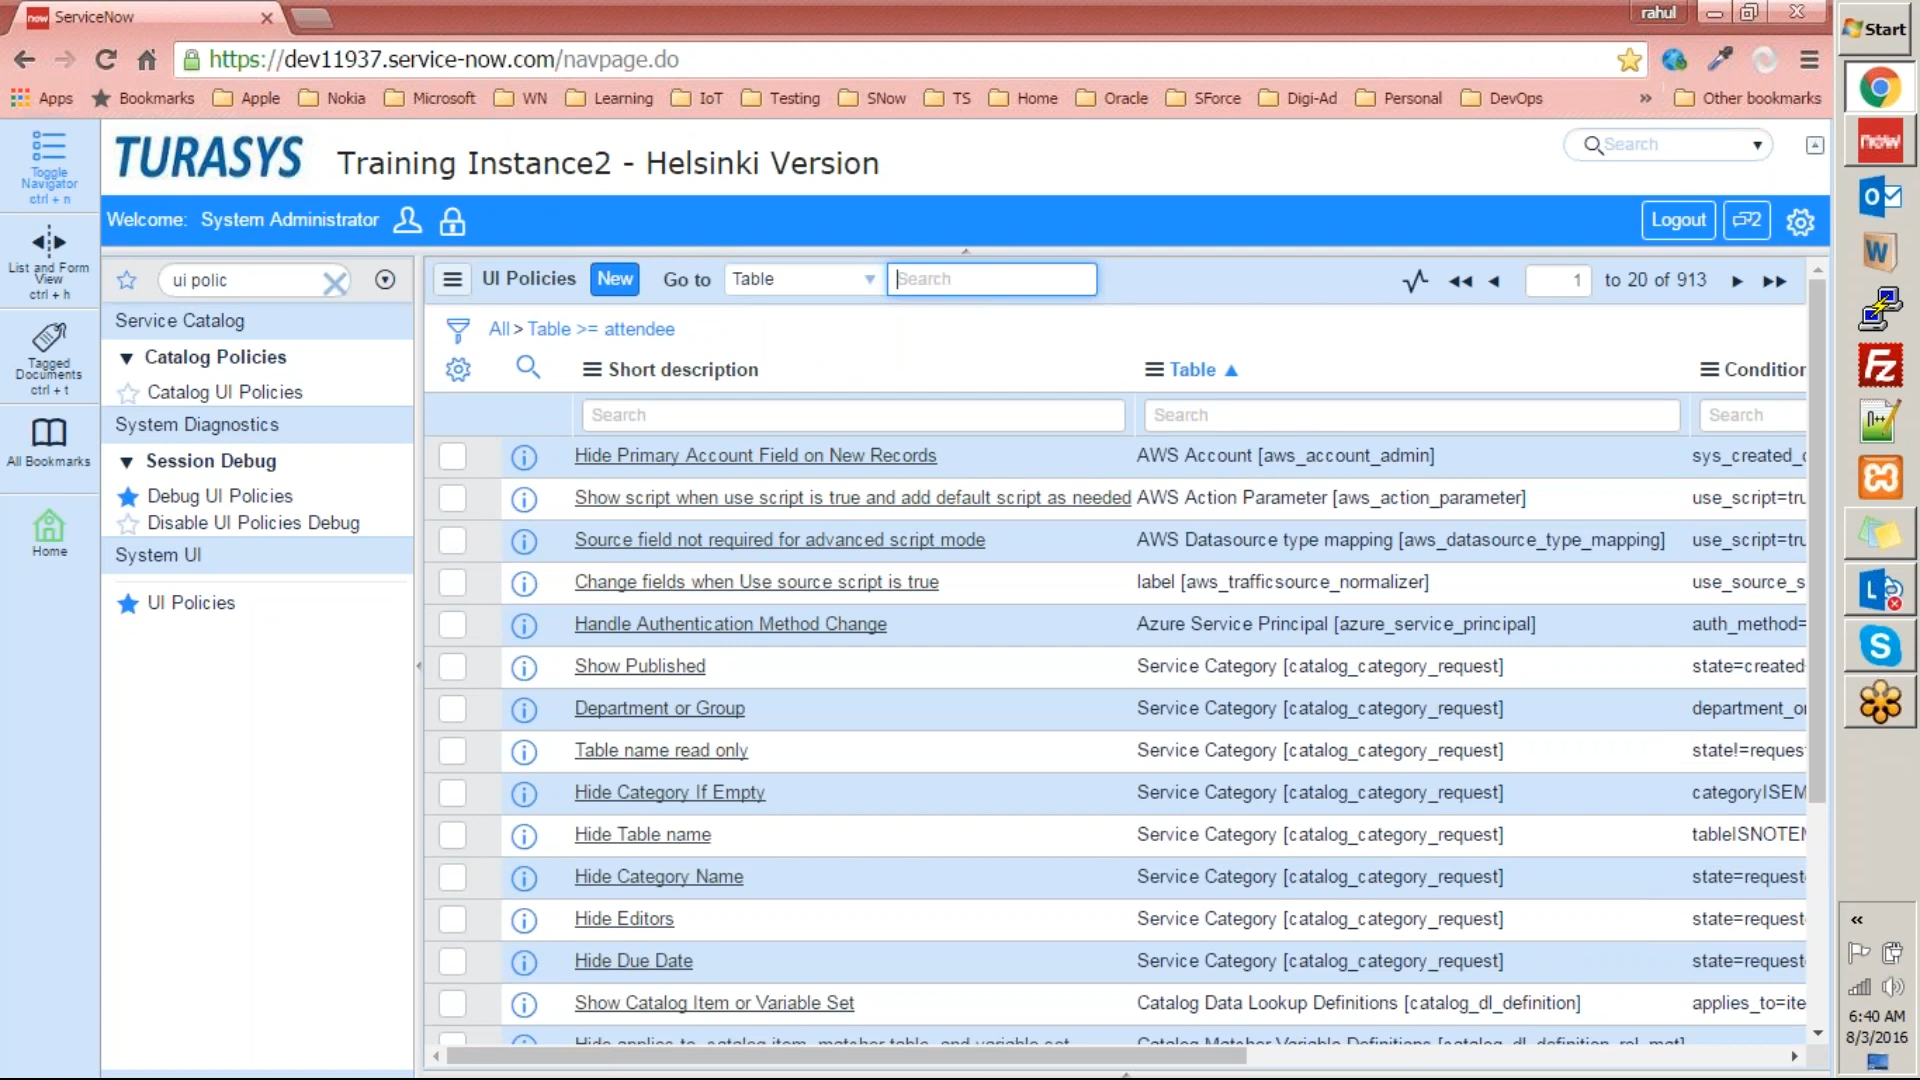 ServiceNow
rahul
https://dev11937.service-now.com/navpage.do
Apps Bookmarks Apple Nokia Microsoft WN Learning IoT Testing SNow TS Home Oracle SForce Digi-Ad Personal DevOps » Other bookmarks
Start
Toggle
Navigator
ctrl + n
TURASYS
Training Instance2 - Helsinki Version
Search
Welcome: System Administrator
Logout
2
List and Form
View
ctrl + h
Tagged
Documents
ctrl + t
All Bookmarks
Home
ui polic
Service Catalog
Catalog Policies
Catalog UI Policies
System Diagnostics
Session Debug
Debug UI Policies
Disable UI Policies Debug
System UI
UI Policies
UI Policies New Go to Table Search 1 to 20 of 913
All > Table >= attendee
Short description Table Condition
Search Search Search
Hide Primary Account Field on New Records AWS Account [aws_account_admin] sys_created_
Show script when use script is true and add default script as needed AWS Action Parameter [aws_action_parameter] use_script=tru
Source field not required for advanced script mode AWS Datasource type mapping [aws_datasource_type_mapping] use_script=tru
Change fields when Use source script is true label [aws_trafficsource_normalizer] use_source_s
Handle Authentication Method Change Azure Service Principal [azure_service_principal] auth_method=
Show Published Service Category [catalog_category_request] state=created
Department or Group Service Category [catalog_category_request] department_o
Table name read only Service Category [catalog_category_request] state!=reques
Hide Category If Empty Service Category [catalog_category_request] categoryISEM
Hide Table name Service Category [catalog_category_request] tableISNOTE
Hide Category Name Service Category [catalog_category_request] state=request
Hide Editors Service Category [catalog_category_request] state=request
Hide Due Date Service Category [catalog_category_request] state=request
Show Catalog Item or Variable Set Catalog Data Lookup Definitions [catalog_dl_definition] applies_to=ite
6:40 AM
8/3/2016